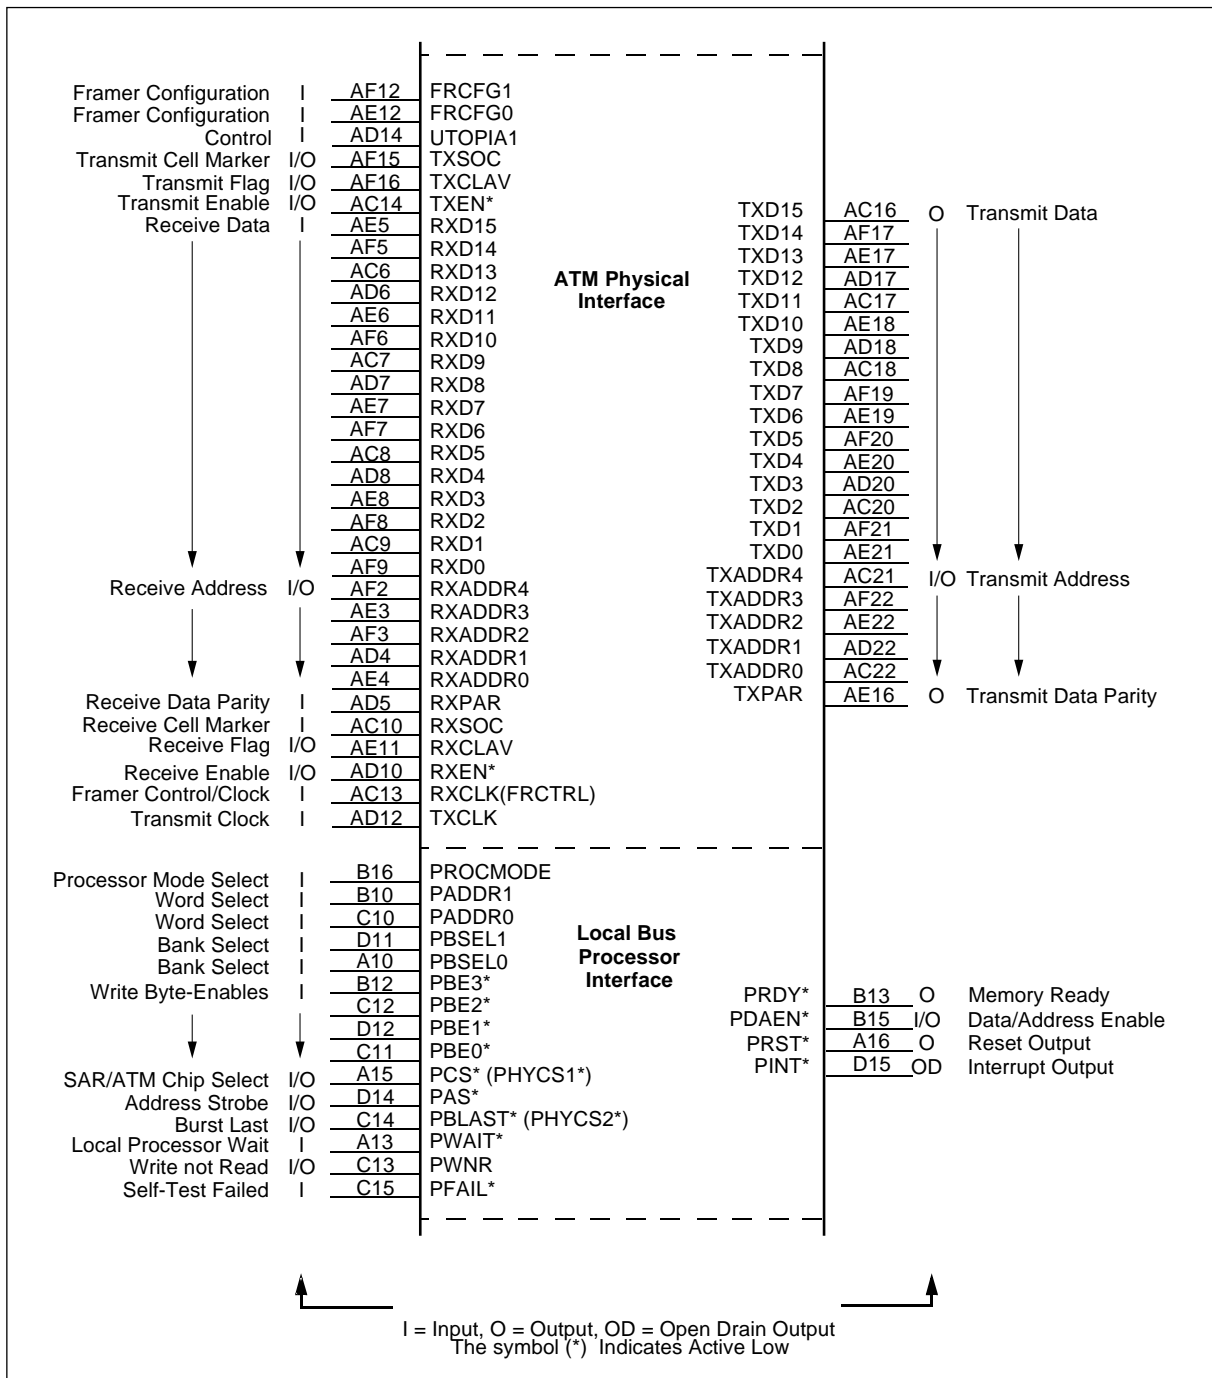 Framer Configuration I AF12 FRCFG1
Framer Configuration I AE12 FRCFG0
Control I AD14 UTOPIA1
Transmit Cell Marker I/O AF15 TXSOC
Transmit Flag I/O AF16 TXCLAV
Transmit Enable I/O AC14 TXEN*
Receive Data I AE5 RXD15
AF5 RXD14
AC6 RXD13
AD6 RXD12
AE6 RXD11
AF6 RXD10
AC7 RXD9
AD7 RXD8
AE7 RXD7
AF7 RXD6
AC8 RXD5
AD8 RXD4
AE8 RXD3
AF8 RXD2
AC9 RXD1
AF9 RXD0
Receive Address I/O AF2 RXADDR4
AE3 RXADDR3
AF3 RXADDR2
AD4 RXADDR1
AE4 RXADDR0
Receive Data Parity I AD5 RXPAR
Receive Cell Marker I AC10 RXSOC
Receive Flag I/O AE11 RXCLAV
Receive Enable I/O AD10 RXEN*
Framer Control/Clock I AC13 RXCLK(FRCTRL)
Transmit Clock I AD12 TXCLK
ATM Physical
Interface
TXD15 AC16 O Transmit Data
TXD14 AF17
TXD13 AE17
TXD12 AD17
TXD11 AC17
TXD10 AE18
TXD9 AD18
TXD8 AC18
TXD7 AF19
TXD6 AE19
TXD5 AF20
TXD4 AE20
TXD3 AD20
TXD2 AC20
TXD1 AF21
TXD0 AE21
TXADDR4 AC21 I/O Transmit Address
TXADDR3 AF22
TXADDR2 AE22
TXADDR1 AD22
TXADDR0 AC22
TXPAR AE16 O Transmit Data Parity
Processor Mode Select I B16 PROCMODE
Word Select I B10 PADDR1
Word Select I C10 PADDR0
Bank Select I D11 PBSEL1
Bank Select I A10 PBSEL0
Write Byte-Enables I B12 PBE3*
C12 PBE2*
D12 PBE1*
C11 PBE0*
SAR/ATM Chip Select I/O A15 PCS* (PHYCS1*)
Address Strobe I/O D14 PAS*
Burst Last I/O C14 PBLAST* (PHYCS2*)
Local Processor Wait I A13 PWAIT*
Write not Read I/O C13 PWNR
Self-Test Failed I C15 PFAIL*
Local Bus
Processor
Interface
PRDY* B13 O Memory Ready
PDAEN* B15 I/O Data/Address Enable
PRST* A16 O Reset Output
PINT* D15 OD Interrupt Output
I = Input, O = Output, OD = Open Drain Output
The symbol (*) Indicates Active Low